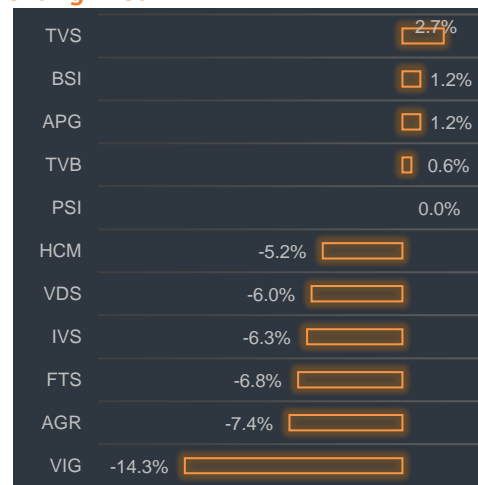 TVS 2.7%
BSI 1.2%
APG 1.2%
TVB 0.6%
PSI 0.0%
HCM -5.2%
VDS -6.0%
IVS -6.3%
FTS -6.8%
AGR -7.4%
VIG -14.3%